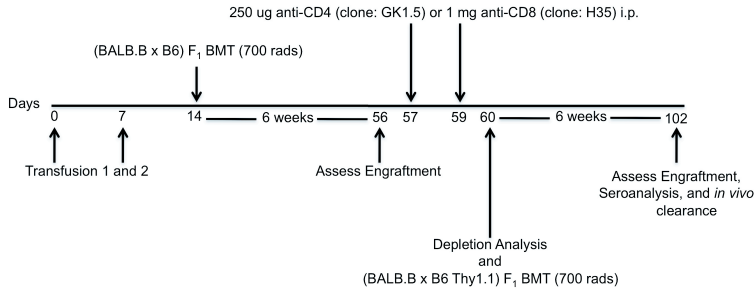 250 ug anti-CD4 (clone: GK1.5) or 1 mg anti-CD8 (clone: H35) i.p.
(BALB.B x B6) F1 BMT (700 rads)
Days
0 7 14 6 weeks 56 57 59 60 6 weeks 102
Transfusion 1 and 2
Assess Engraftment
Assess Engraftment,
Seroanalysis, and in vivo
clearance
Depletion Analysis
and
(BALB.B x B6 Thy1.1) F1 BMT (700 rads)